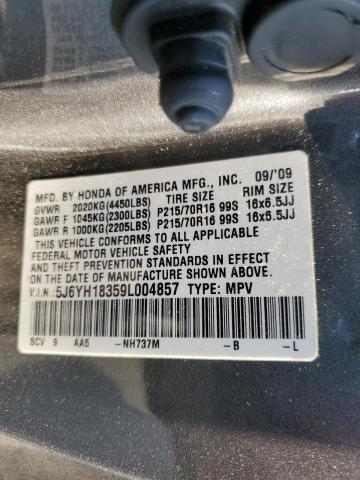 MFD. BY HONDA OF AMERICA MFG., INC. 09/'09
GVWR 2020KG(4450LBS) TIRE SIZE RIM SIZE
GAWR F 1045KG(2300LBS) P215/70R16 99S 16x6.5JJ
GAWR R 1000KG(2205LBS) P215/70R16 99S 16x6.5JJ
THIS VEHICLE CONFORMS TO ALL APPLICABLE
FEDERAL MOTOR VEHICLE SAFETY AND
THEFT PREVENTION STANDARDS IN EFFECT
ON THE DATE OF MANUFACTURE SHOWN ABOVE.
V.I.N.: 5J6YH18359L004857 TYPE: MPV
SCV 9 AA5 -NH737M -B -L